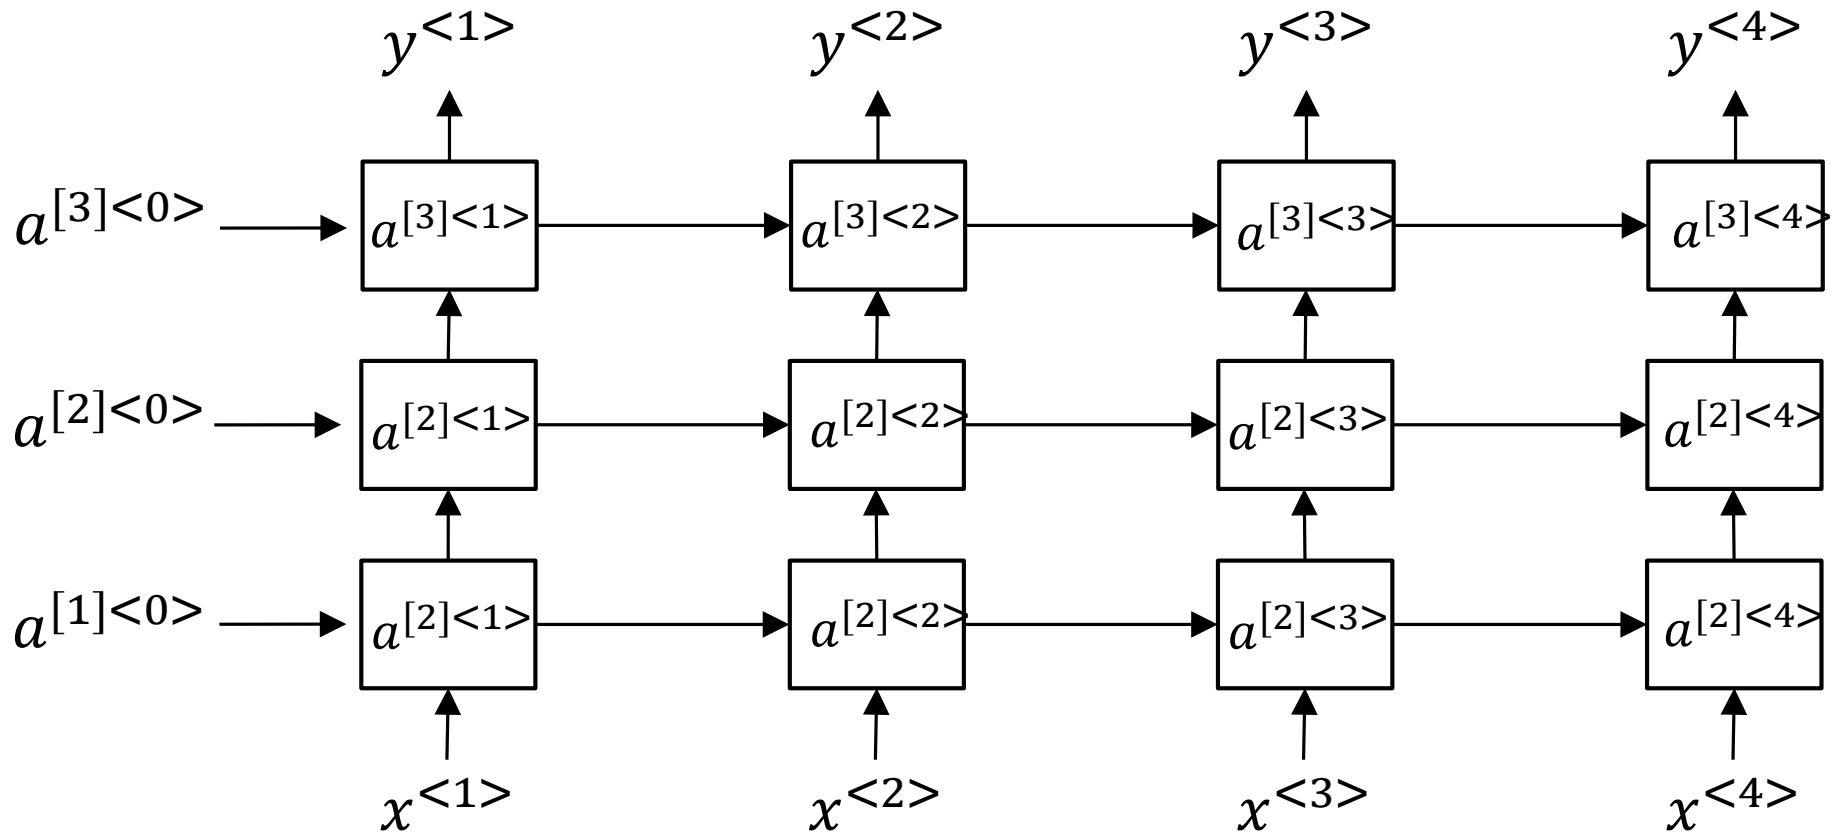 y<1> y<2> y<3> y<4>
a[3]<0> a[3]<1> a[3]<2> a[3]<3> a[3]<4>
a[2]<0> a[2]<1> a[2]<2> a[2]<3> a[2]<4>
a[1]<0> a[2]<1> a[2]<2> a[2]<3> a[2]<4>
x<1> x<2> x<3> x<4>